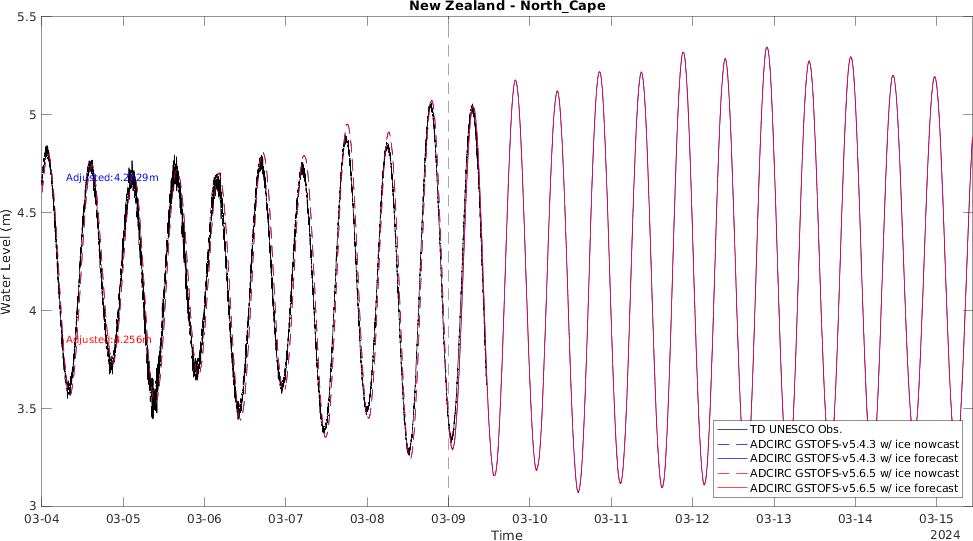 New Zealand - North_Cape
5.5
5
4.5
4
3.5
3
Water Level (m)
Adjusted:4.2
29m
Adjusted:4.256m
TD UNESCO Obs.
ADCIRC GSTOFS-v5.4.3 w/ ice nowcast
ADCIRC GSTOFS-v5.4.3 w/ ice forecast
ADCIRC GSTOFS-v5.6.5 w/ ice nowcast
ADCIRC GSTOFS-v5.6.5 w/ ice forecast
03-04 03-05 03-06 03-07 03-08 03-09 03-10 03-11 03-12 03-13 03-14 03-15
Time
2024